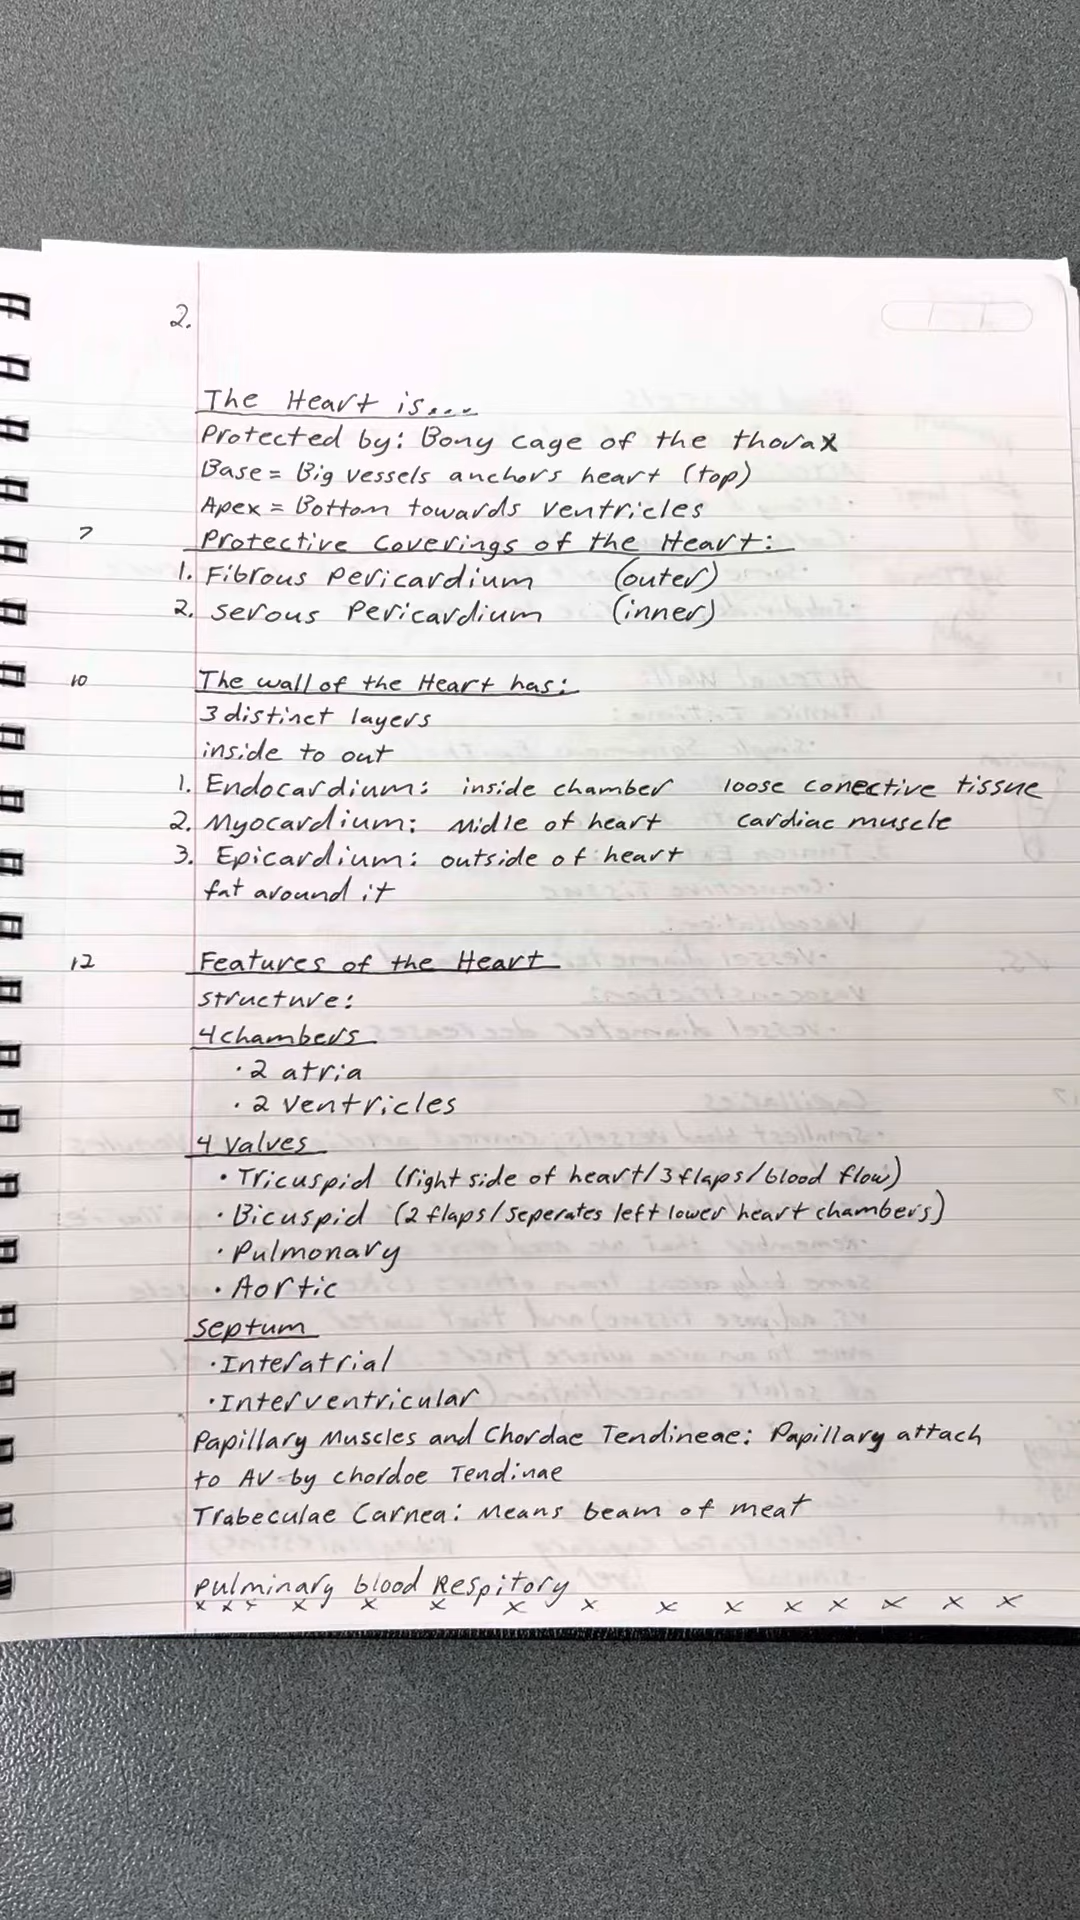 2.
The Heart is...
Protected by: Bony cage of the thorax
Base = Big vessels anchors heart (top)
Apex = Bottom towards ventricles
7 Protective Coverings of the Heart:
1. Fibrous Pericardium (outer)
2. Serous Pericardium (inner)
10 The wall of the Heart has:
3 distinct layers
inside to out
1. Endocardium: inside chamber loose conective tissue
2. Myocardium: Midle of heart cardiac muscle
3. Epicardium: outside of heart
fat around it
12 Features of the Heart
structure:
4 chambers
· 2 atria
· 2 ventricles
4 valves
· Tricuspid (right side of heart/3 flaps/blood flow)
· Bicuspid (2 flaps/seperates left lower heart chambers)
· Pulmonary
· Aortic
Septum
· Interatrial
· Interventricular
Papillary Muscles and Chordae Tendineae: Papillary attach
to AV by chordoe Tendinae
Trabeculae Carnea: Means beam of meat
Pulminary blood Respitory
x x x x x x x x x x x x x x x